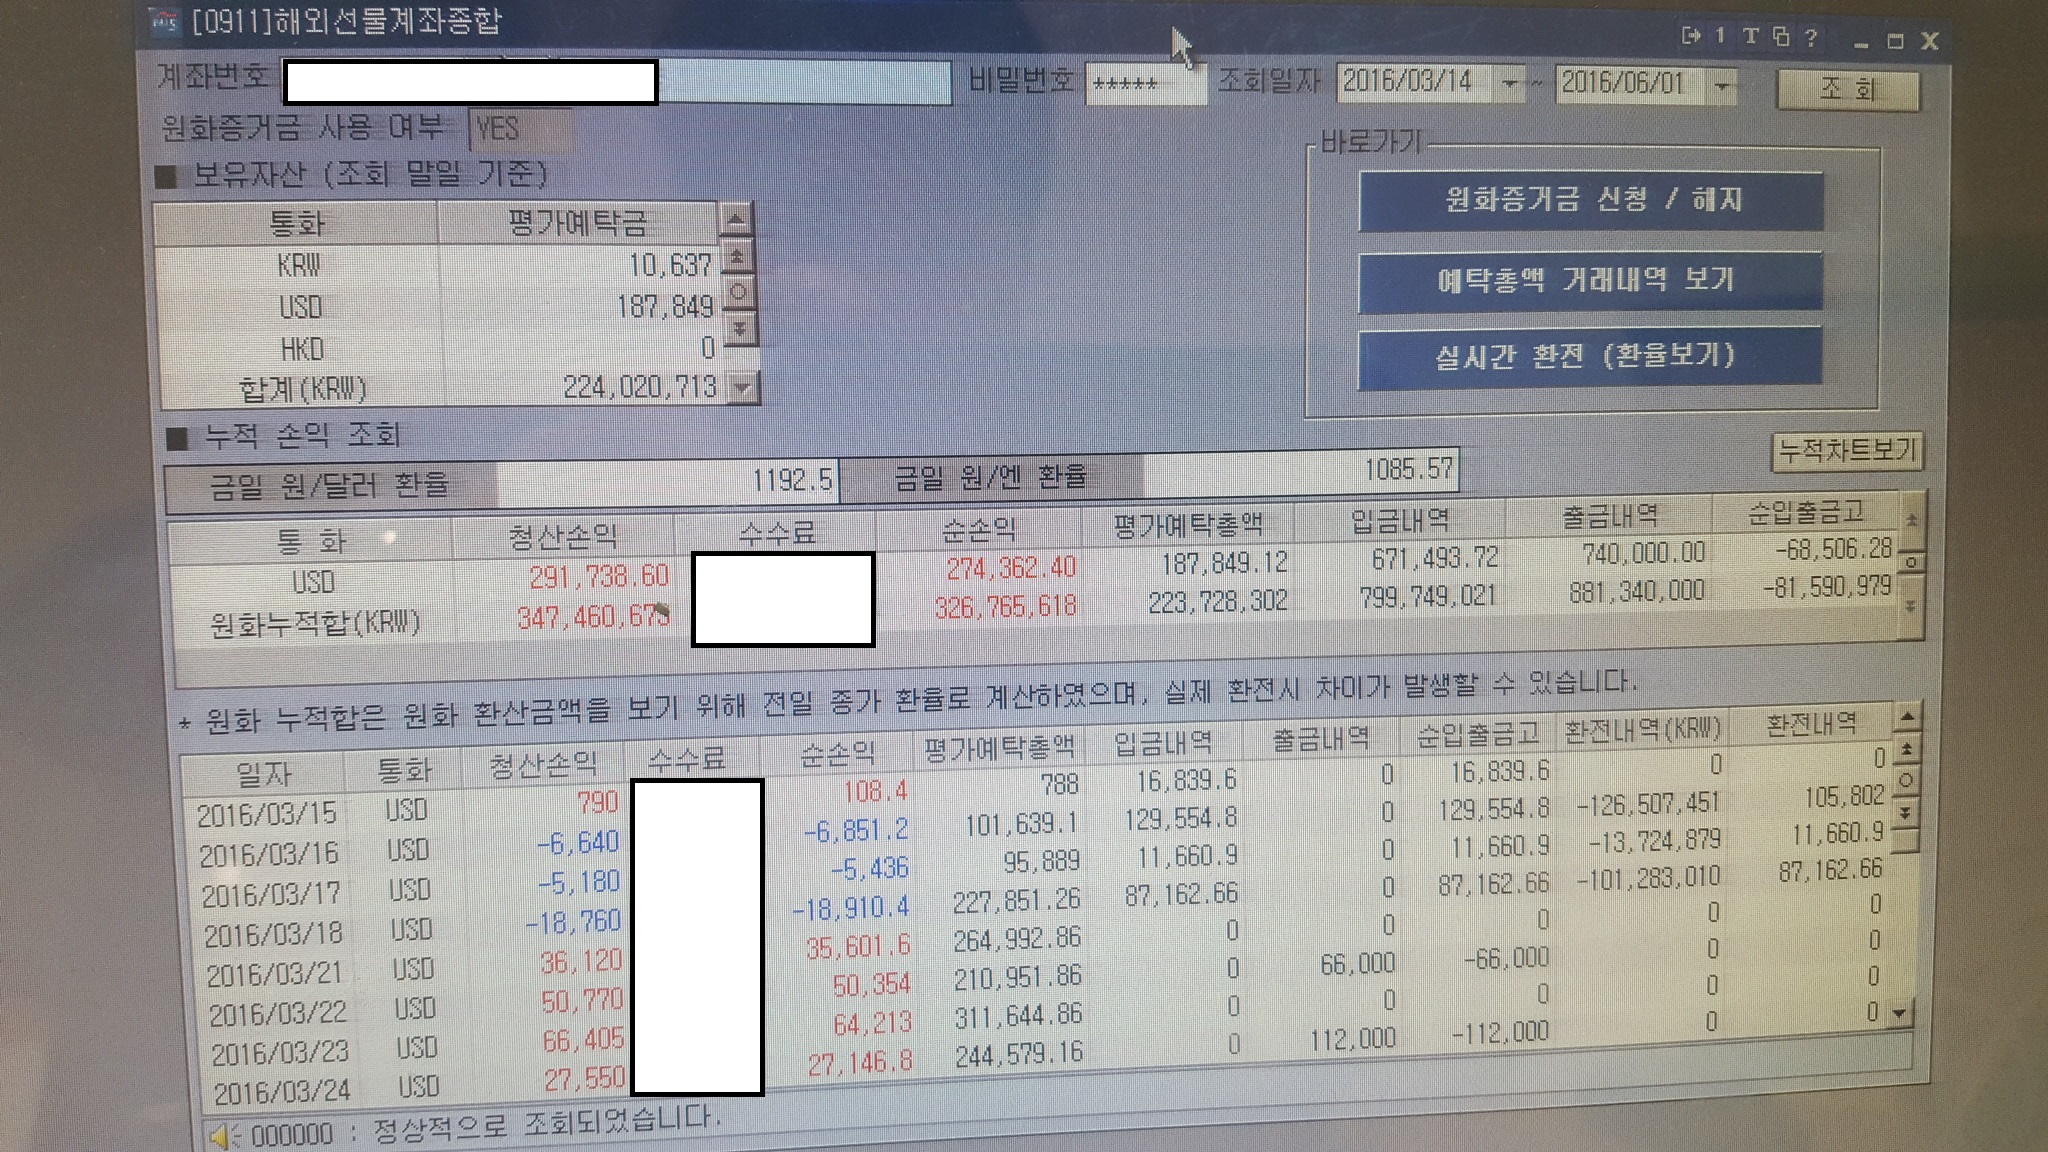 [0911]해외선물계좌종합 1 T ?
계좌번호 비밀번호 ***** 조회일자 2016/03/14 ~ 2016/06/01 조 회
원화증거금 사용 여부 YES
바로가기
■ 보유자산 (조회 말일 기준)
원화증거금 신청 / 해지
예탁총액 거래내역 보기
실시간 환전 (환율보기)
통화 평가예탁금
KRW 10,637
USD 187,849
HKD 0
합계(KRW) 224,020,713
■ 누적 손익 조회
누적차트보기
금일 원/달러 환율 1192.5 금일 원/엔 환율 1085.57
통 화 청산손익 수수료 순손익 평가예탁총액 입금내역 출금내역 순입출금고
USD 291,738.60 274,362.40 187,849.12 671,493.72 740,000.00 -68,506.28
원화누적합(KRW) 347,460,673 326,765,618 223,728,302 799,749,021 881,340,000 -81,590,979
* 원화 누적합은 원화 환산금액을 보기 위해 전일 종가 환율로 계산하였으며, 실제 환전시 차이가 발생할 수 있습니다.
일자 통화 청산손익 수수료 순손익 평가예탁총액 입금내역 출금내역 순입출금고 환전내역(KRW) 환전내역
2016/03/15 USD 790 108.4 788 16,839.6 0 16,839.6 0 0
2016/03/16 USD -6,640 -6,851.2 101,639.1 129,554.8 0 129,554.8 -126,507,451 105,802
2016/03/17 USD -5,180 -5,436 95,889 11,660.9 0 11,660.9 -13,724,879 11,660.9
2016/03/18 USD -18,760 -18,910.4 227,851.26 87,162.66 0 87,162.66 -101,283,010 87,162.66
2016/03/21 USD 36,120 35,601.6 264,992.86 0 0 0 0 0
2016/03/22 USD 50,770 50,354 210,951.86 0 66,000 -66,000 0 0
2016/03/23 USD 66,405 64,213 311,644.86 0 0 0 0 0
2016/03/24 USD 27,550 27,146.8 244,579.16 0 112,000 -112,000 0 0
000000 : 정상적으로 조회되었습니다.